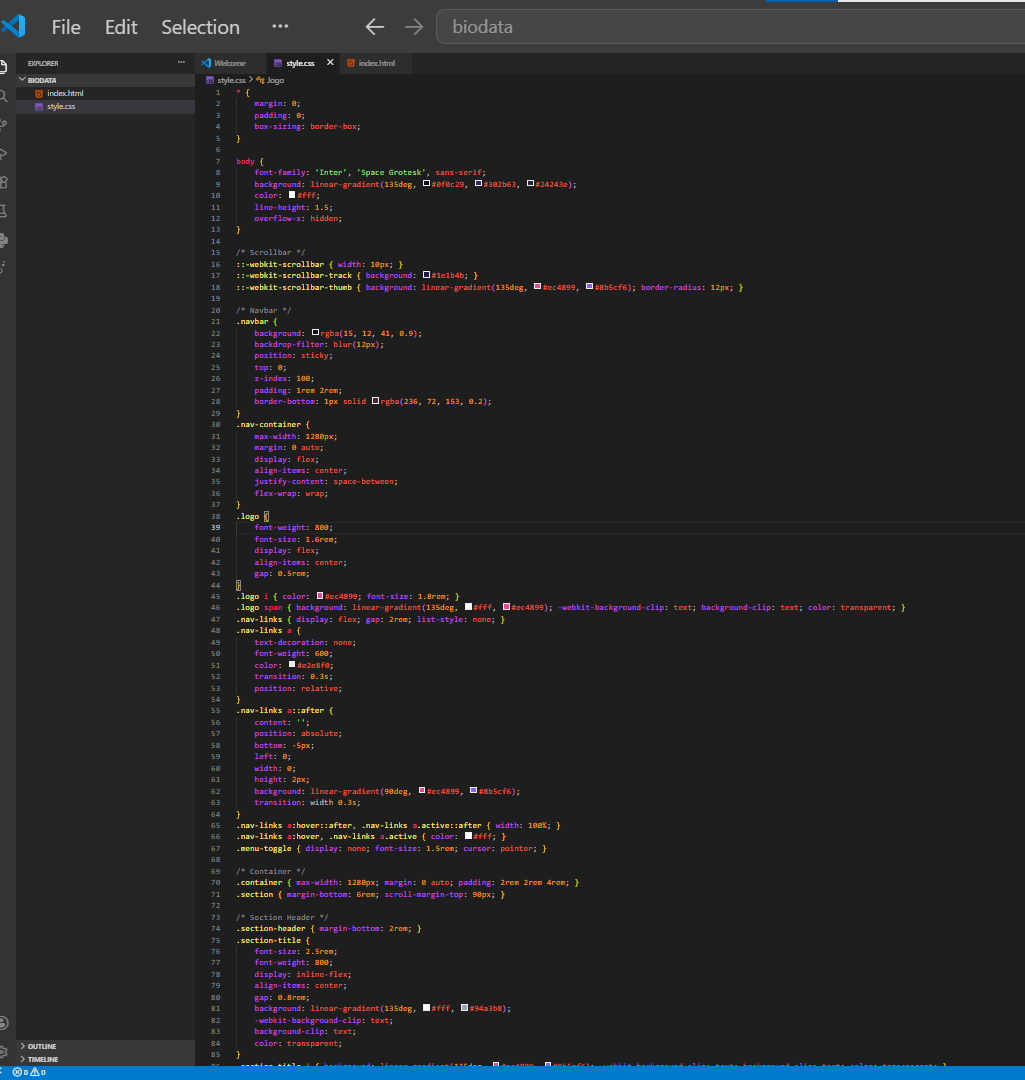 File Edit Selection ··· biodata
EXPLORER ···
BIODATA
index.html
style.css
Welcome style.css × index.html
style.css > .logo
1 * {
2 margin: 0;
3 padding: 0;
4 box-sizing: border-box;
5 }
6
7 body {
8 font-family: 'Inter', 'Space Grotesk', sans-serif;
9 background: linear-gradient(135deg, #0f0c29, #302b63, #24243e);
10 color: #fff;
11 line-height: 1.5;
12 overflow-x: hidden;
13 }
14
15 /* Scrollbar */
16 ::-webkit-scrollbar { width: 10px; }
17 ::-webkit-scrollbar-track { background: #1e1b4b; }
18 ::-webkit-scrollbar-thumb { background: linear-gradient(135deg, #ec4899, #8b5cf6); border-radius: 12px; }
19
20 /* Navbar */
21 .navbar {
22 background: rgba(15, 12, 41, 0.9);
23 backdrop-filter: blur(12px);
24 position: sticky;
25 top: 0;
26 z-index: 100;
27 padding: 1rem 2rem;
28 border-bottom: 1px solid rgba(236, 72, 153, 0.2);
29 }
30 .nav-container {
31 max-width: 1280px;
32 margin: 0 auto;
33 display: flex;
34 align-items: center;
35 justify-content: space-between;
36 flex-wrap: wrap;
37 }
38 .logo {
39 font-weight: 800;
40 font-size: 1.6rem;
41 display: flex;
42 align-items: center;
43 gap: 0.5rem;
44 }
45 .logo i { color: #ec4899; font-size: 1.8rem; }
46 .logo span { background: linear-gradient(135deg, #fff, #ec4899); -webkit-background-clip: text; background-clip: text; color: transparent; }
47 .nav-links { display: flex; gap: 2rem; list-style: none; }
48 .nav-links a {
49 text-decoration: none;
50 font-weight: 600;
51 color: #e2e8f0;
52 transition: 0.3s;
53 position: relative;
54 }
55 .nav-links a::after {
56 content: '';
57 position: absolute;
58 bottom: -5px;
59 left: 0;
60 width: 0;
61 height: 2px;
62 background: linear-gradient(90deg, #ec4899, #8b5cf6);
63 transition: width 0.3s;
64 }
65 .nav-links a:hover::after, .nav-links a.active::after { width: 100%; }
66 .nav-links a:hover, .nav-links a.active { color: #fff; }
67 .menu-toggle { display: none; font-size: 1.5rem; cursor: pointer; }
68
69 /* Container */
70 .container { max-width: 1280px; margin: 0 auto; padding: 2rem 2rem 4rem; }
71 .section { margin-bottom: 6rem; scroll-margin-top: 90px; }
72
73 /* Section Header */
74 .section-header { margin-bottom: 2rem; }
75 .section-title {
76 font-size: 2.5rem;
77 font-weight: 800;
78 display: inline-flex;
79 align-items: center;
80 gap: 0.8rem;
81 background: linear-gradient(135deg, #fff, #94a3b8);
82 -webkit-background-clip: text;
83 background-clip: text;
84 color: transparent;
85 }
OUTLINE
TIMELINE
0 0